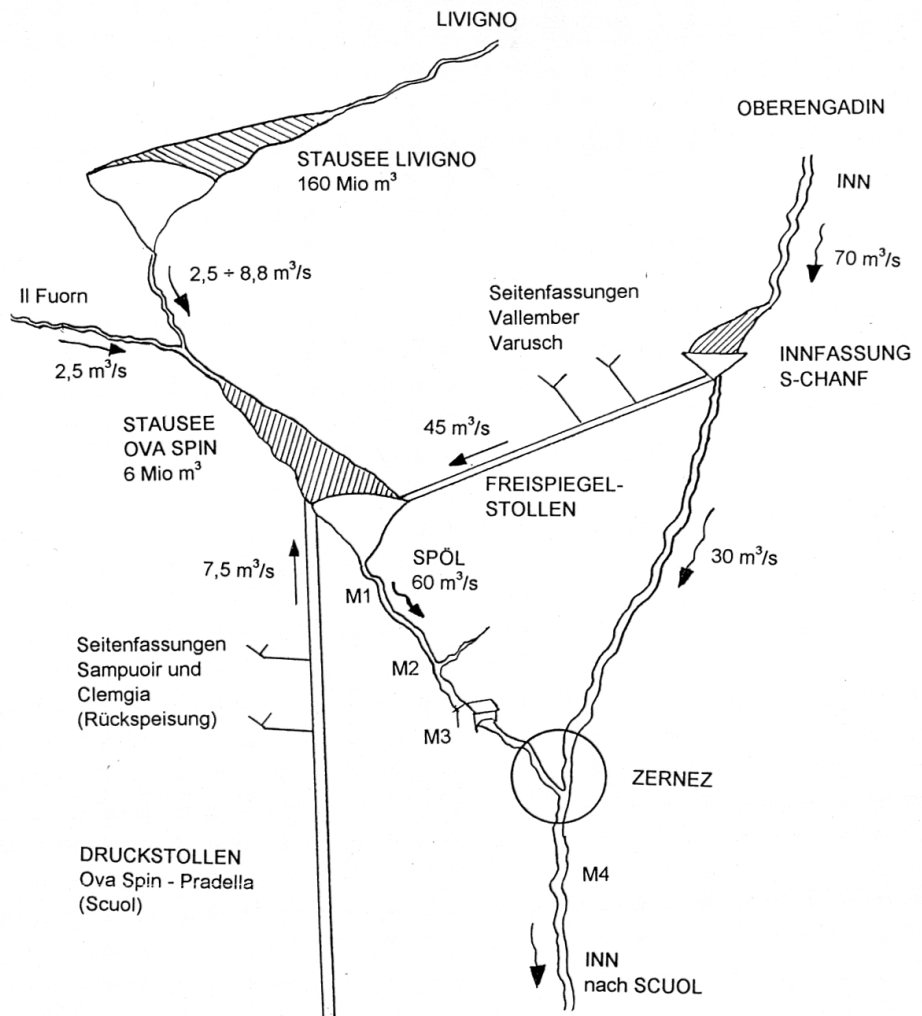 LIVIGNO
OBERENGADIN
STAUSEE LIVIGNO
160 Mio m³
INN
70 m³/s
2,5 ÷ 8,8 m³/s
Il Fuorn
2,5 m³/s
Seitenfassungen
Vallember
Varusch
INNFASSUNG
S-CHANF
STAUSEE
OVA SPIN
6 Mio m³
45 m³/s
FREISPIEGEL-
STOLLEN
7,5 m³/s
SPÖL
60 m³/s
30 m³/s
M1
Seitenfassungen
Sampuoir und
Clemgia
(Rückspeisung)
M2
M3
ZERNEZ
DRUCKSTOLLEN
Ova Spin - Pradella
(Scuol)
M4
INN
nach SCUOL